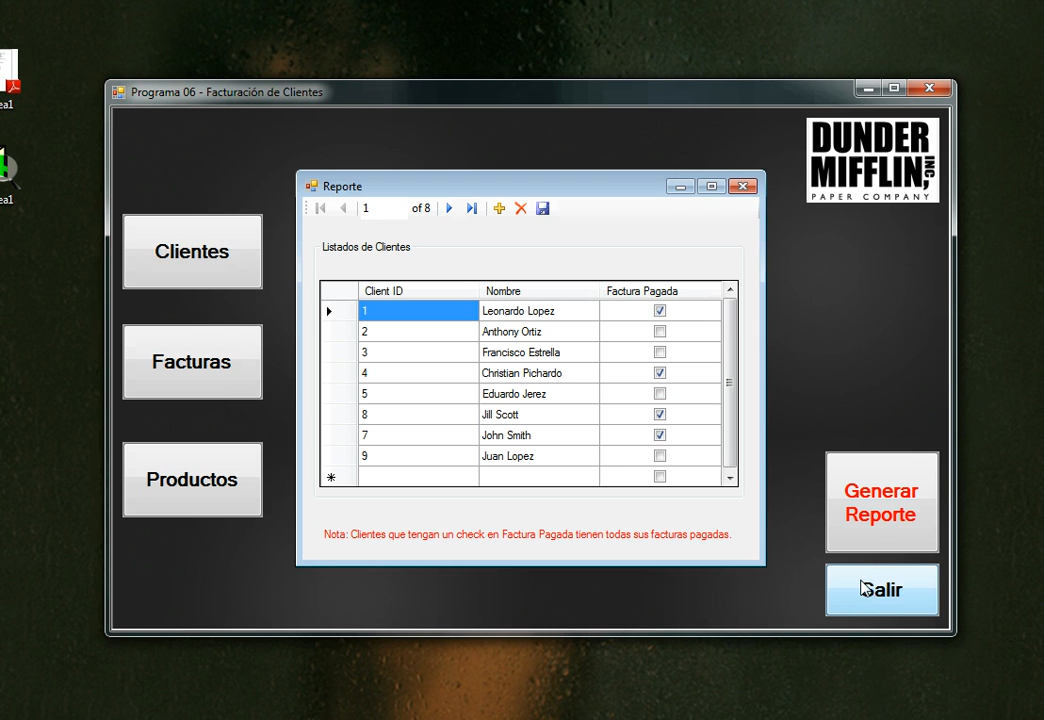 ea1
ea1
Programa 06 - Facturación de Clientes
DUNDER
MIFFLIN, INC.
PAPER COMPANY
Clientes
Facturas
Productos
Reporte
1 of 8
Listados de Clientes
Client ID Nombre Factura Pagada
1 Leonardo Lopez
2 Anthony Ortiz
3 Francisco Estrella
4 Christian Pichardo
5 Eduardo Jerez
8 Jill Scott
7 John Smith
9 Juan Lopez
Nota: Clientes que tengan un check en Factura Pagada tienen todas sus facturas pagadas.
Generar
Reporte
Salir